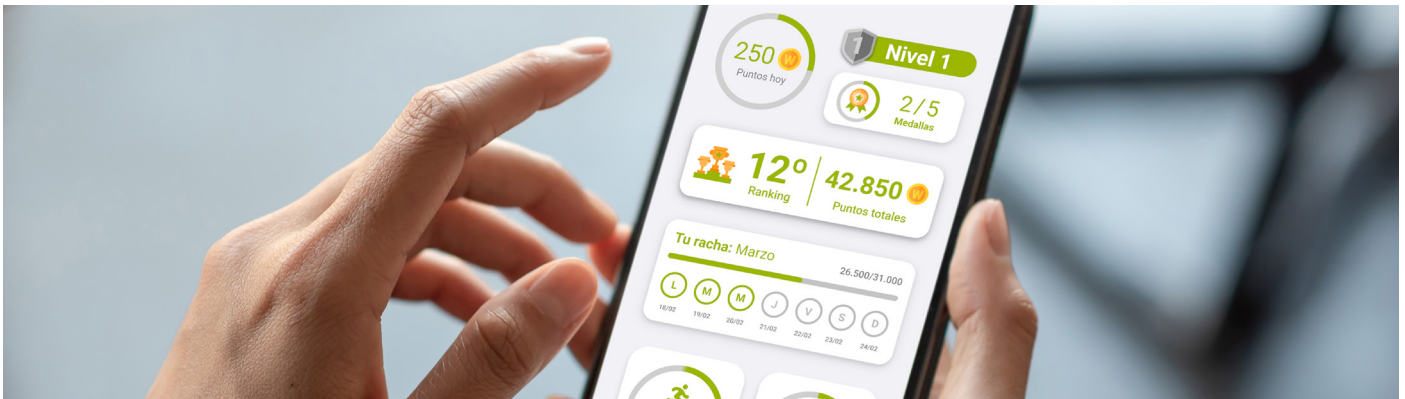 250 W
Puntos hoy
1 Nivel 1
2/5
Medallas
12º
Ranking
42.850 W
Puntos totales
Tu racha: Marzo
26.500/31.000
L M M J V S D
18/02 19/02 20/02 21/02 22/02 23/02 24/02